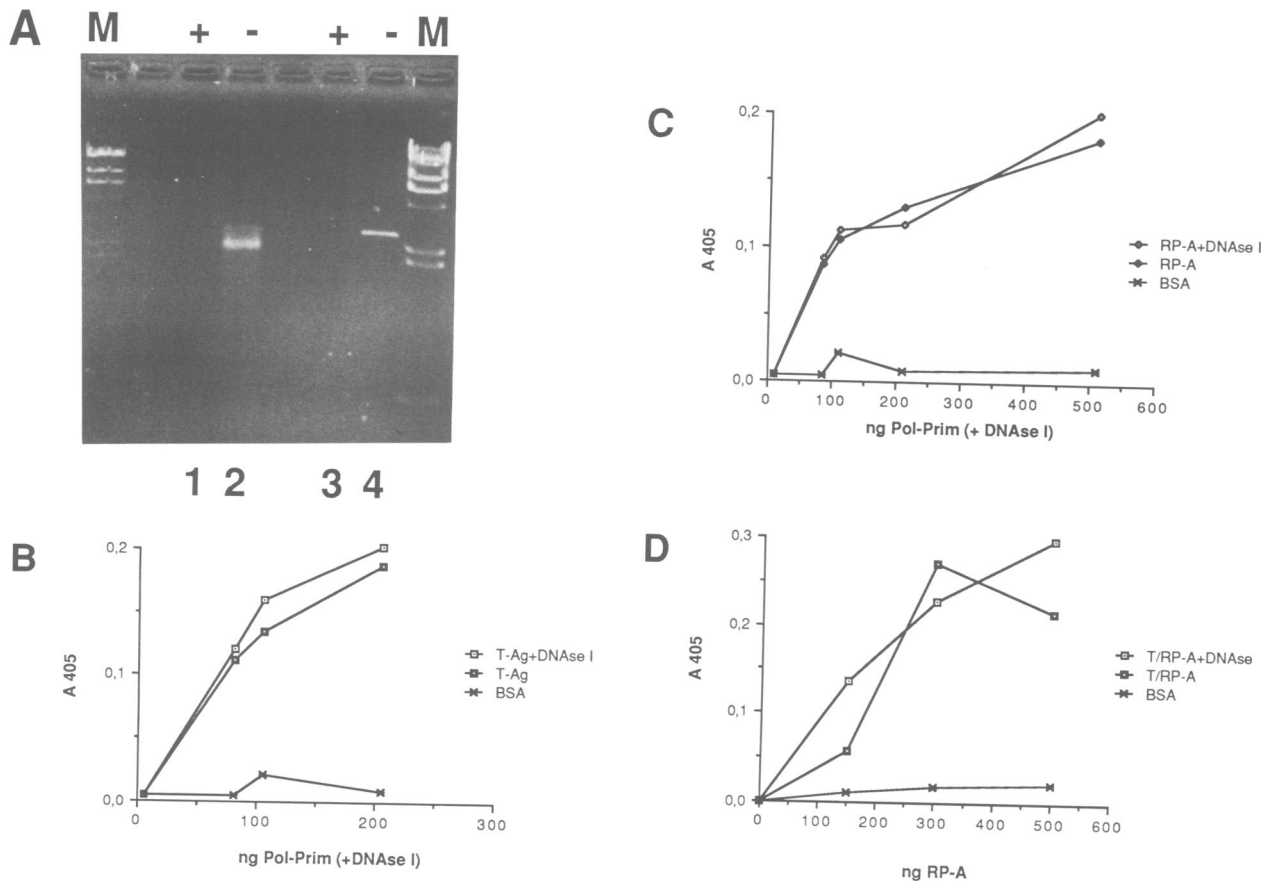 A
M + - + - M
1 2 3 4
B
A 405
0,2
0,1
0,0
0 100 200 300
ng Pol-Prim (+DNAse I)
T-Ag+DNAse I
T-Ag
BSA
C
A 405
0,2
0,1
0,0
0 100 200 300 400 500 600
ng Pol-Prim (+ DNAse I)
RP-A+DNAse I
RP-A
BSA
D
A 405
0,3
0,2
0,1
0,0
0 100 200 300 400 500 600
ng RP-A
T/RP-A+DNAse
T/RP-A
BSA